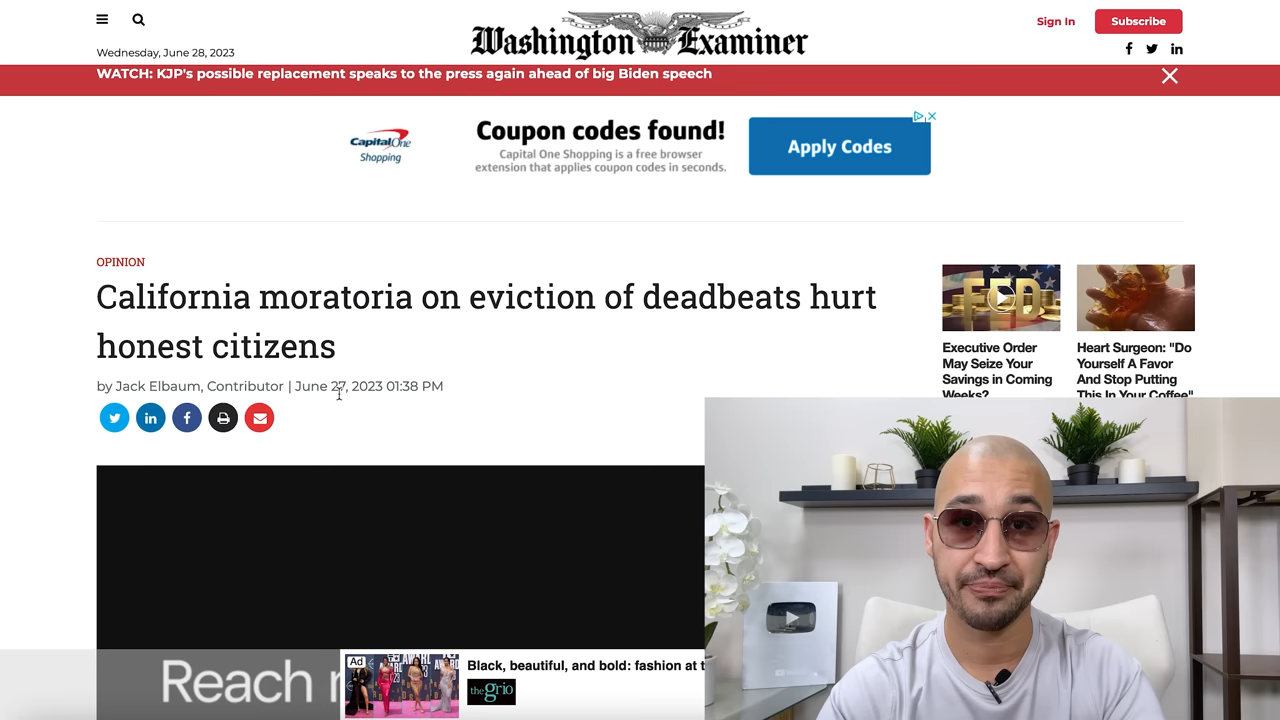 Washington Examiner
Sign In
Subscribe
Wednesday, June 28, 2023
WATCH: KJP's possible replacement speaks to the press again ahead of big Biden speech
Capital One
Shopping
Coupon codes found!
Capital One Shopping is a free browser
extension that applies coupon codes in seconds.
Apply Codes
OPINION
California moratoria on eviction of deadbeats hurt
honest citizens
by Jack Elbaum, Contributor | June 27, 2023 01:38 PM
FED
Executive Order
May Seize Your
Savings in Coming
Weeks?
Heart Surgeon: "Do
Yourself A Favor
And Stop Putting
This In Your Coffee"
Reach
Ad
Black, beautiful, and bold: fashion at t
thegrio